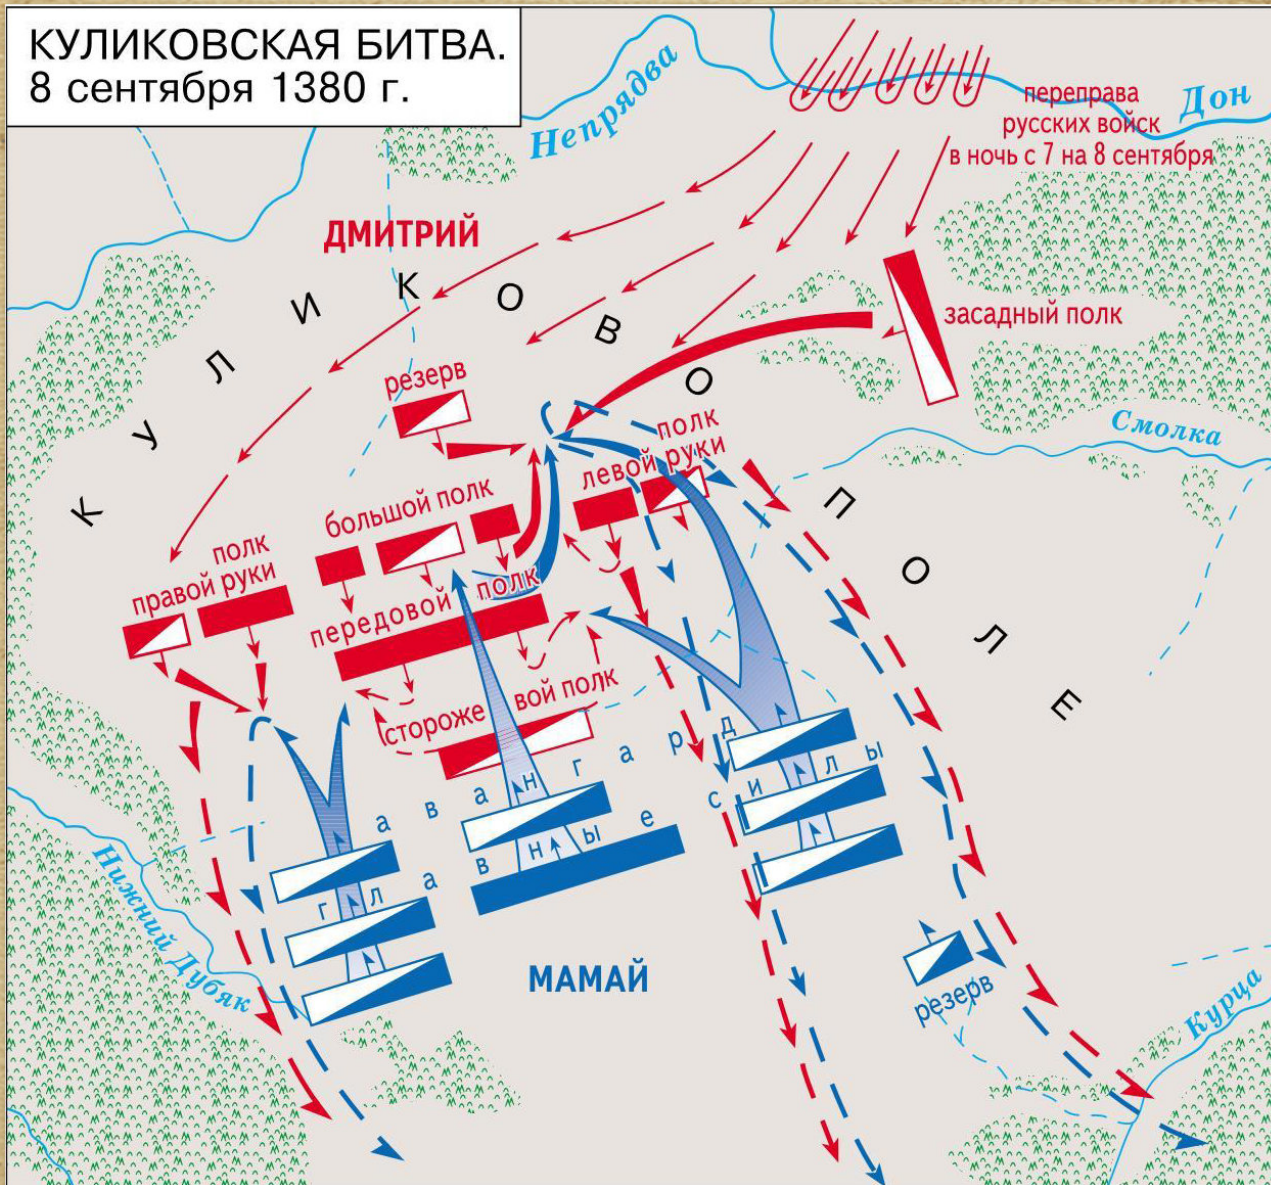 КУЛИКОВСКАЯ БИТВА.
8 сентября 1380 г.
Непрядва
Дон
переправа
русских войск
в ночь с 7 на 8 сентября
ДМИТРИЙ
КУЛИКОВО
ПОЛЕ
засадный полк
резерв
Смолка
полк
левой руки
большой полк
полк
правой руки
передовой полк
сторожевой полк
авангард
главные силы
Нижний Дубяк
МАМАЙ
резерв
Курца